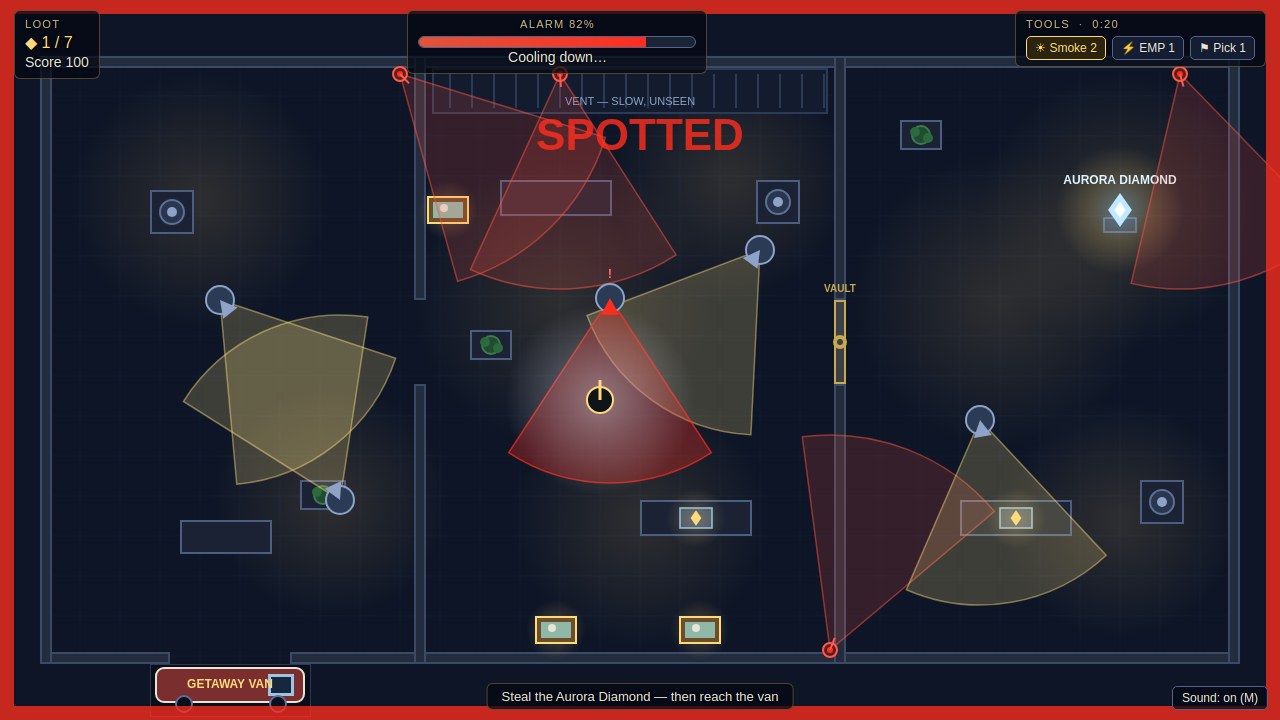 LOOT
◆ 1 / 7
Score 100
ALARM 82%
Cooling down…
TOOLS · 0:20
☀ Smoke 2
⚡ EMP 1
⚑ Pick 1
VENT — SLOW, UNSEEN
SPOTTED
AURORA DIAMOND
!
VAULT
GETAWAY VAN
Steal the Aurora Diamond — then reach the van
Sound: on (M)